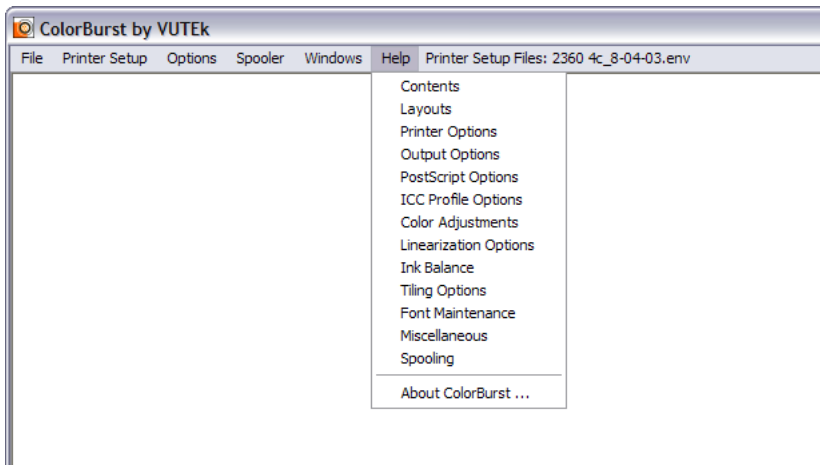 ColorBurst by VUTEk
File Printer Setup Options Spooler Windows Help Printer Setup Files: 2360 4c_8-04-03.env
Contents
Layouts
Printer Options
Output Options
PostScript Options
ICC Profile Options
Color Adjustments
Linearization Options
Ink Balance
Tiling Options
Font Maintenance
Miscellaneous
Spooling
About ColorBurst ...